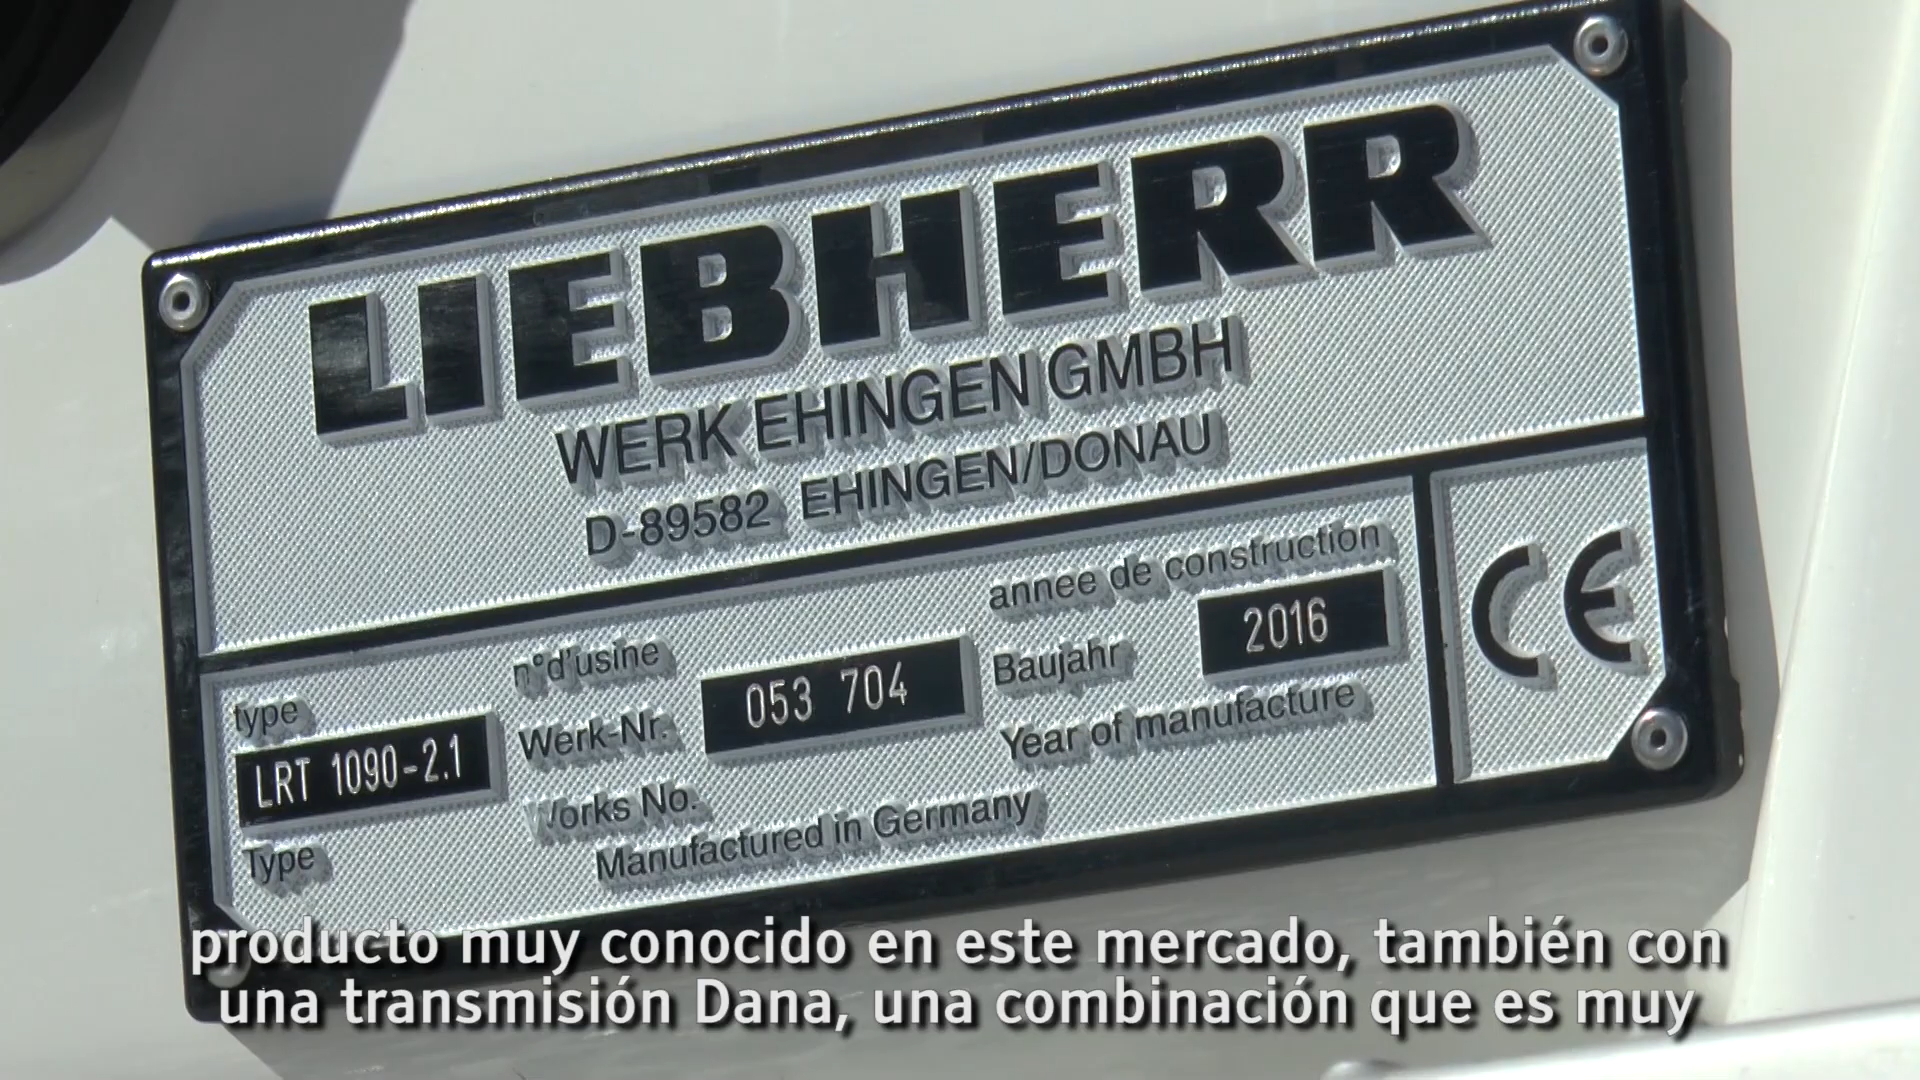 LIEBHERR
WERK EHINGEN GMBH
D-89582 EHINGEN/DONAU
type
LRT 1090-2.1
Type
n°d'usine
Werk-Nr.
Works No.
053 704
annee de construction
Baujahr
2016
Year of manufacture
Manufactured in Germany
CE
producto muy conocido en este mercado, también con
una transmisión Dana, una combinación que es muy